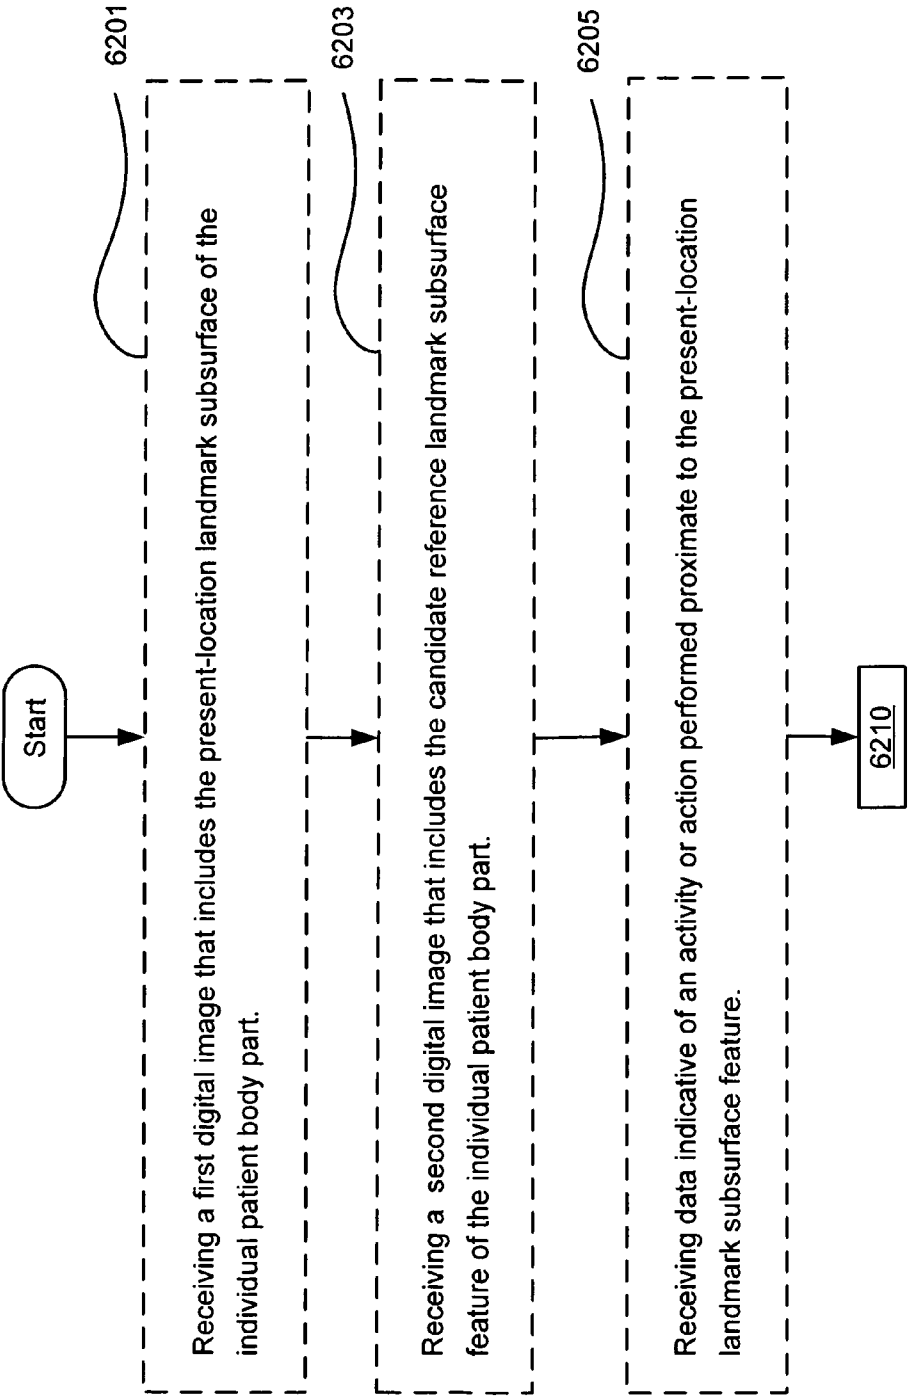 Start
6201
Receiving a first digital image that includes the present-location landmark subsurface of the
individual patient body part.
6203
Receiving a second digital image that includes the candidate reference landmark subsurface
feature of the individual patient body part.
6205
Receiving data indicative of an activity or action performed proximate to the present-location
landmark subsurface feature.
6210